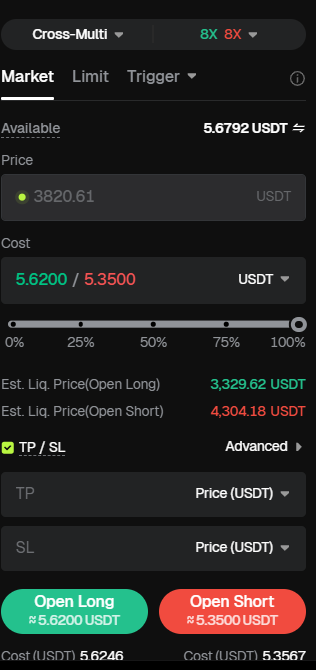 Cross-Multi 8X 8X
Market Limit Trigger
Available 5.6792 USDT
Price
3820.61 USDT
Cost
5.6200 / 5.3500 USDT
0% 25% 50% 75% 100%
Est. Liq. Price(Open Long) 3,329.62 USDT
Est. Liq. Price(Open Short) 4,304.18 USDT
TP / SL Advanced
TP Price (USDT)
SL Price (USDT)
Open Long Open Short
≈5.6200 USDT ≈5.3500 USDT
Cost (USDT) 5.6246 Cost (USDT) 5.3567